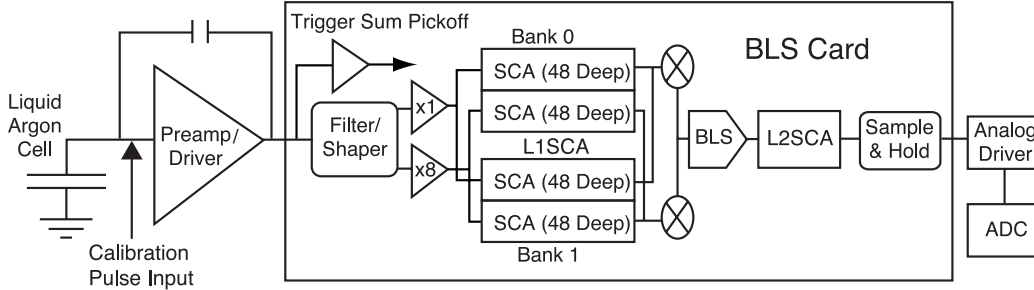 Trigger Sum Pickoff
Bank 0
BLS Card
SCA (48 Deep)
x1
Liquid
Argon
Cell
Preamp/
Driver
Filter/
Shaper
SCA (48 Deep)
L1SCA
BLS
L2SCA
Sample
& Hold
Analog
Driver
x8
SCA (48 Deep)
SCA (48 Deep)
ADC
Bank 1
Calibration
Pulse Input